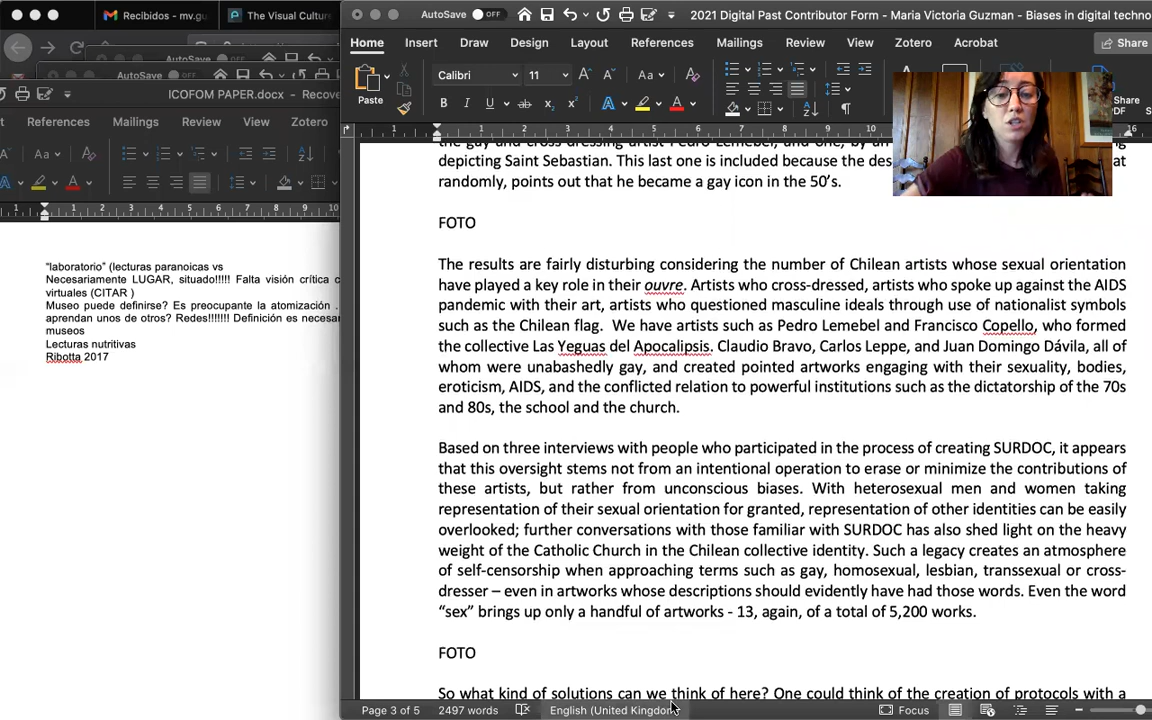 Recibidos - mv.gu
The Visual Culture
AutoSave OFF
2021 Digital Past Contributor Form - Maria Victoria Guzman - Biases in digital techno
Home Insert Draw Design Layout References Mailings Review View Zotero Acrobat
Share
AutoSave
ICOFOM PAPER.docx - Recove
References Mailings Review View Zotero
Paste
Calibri 11
Share
PDF
"laboratorio" (lecturas paranoicas vs
Necesariamente LUGAR, situado!!!!! Falta visión crítica c
virtuales (CITAR )
Museo puede definirse? Es preocupante la atomización .
aprendan unos de otros? Redes!!!!!!! Definición es necesar
museos
Lecturas nutritivas
Ribotta 2017
depicting Saint Sebastian. This last one is included because the des at
randomly, points out that he became a gay icon in the 50's.
FOTO
The results are fairly disturbing considering the number of Chilean artists whose sexual orientation
have played a key role in their ouvre. Artists who cross-dressed, artists who spoke up against the AIDS
pandemic with their art, artists who questioned masculine ideals through use of nationalist symbols
such as the Chilean flag. We have artists such as Pedro Lemebel and Francisco Copello, who formed
the collective Las Yeguas del Apocalipsis. Claudio Bravo, Carlos Leppe, and Juan Domingo Dávila, all of
whom were unabashedly gay, and created pointed artworks engaging with their sexuality, bodies,
eroticism, AIDS, and the conflicted relation to powerful institutions such as the dictatorship of the 70s
and 80s, the school and the church.
Based on three interviews with people who participated in the process of creating SURDOC, it appears
that this oversight stems not from an intentional operation to erase or minimize the contributions of
these artists, but rather from unconscious biases. With heterosexual men and women taking
representation of their sexual orientation for granted, representation of other identities can be easily
overlooked; further conversations with those familiar with SURDOC has also shed light on the heavy
weight of the Catholic Church in the Chilean collective identity. Such a legacy creates an atmosphere
of self-censorship when approaching terms such as gay, homosexual, lesbian, transsexual or cross-
dresser – even in artworks whose descriptions should evidently have had those words. Even the word
"sex" brings up only a handful of artworks - 13, again, of a total of 5,200 works.
FOTO
So what kind of solutions can we think of here? One could think of the creation of protocols with a
Page 3 of 5 2497 words English (United Kingdom) Focus